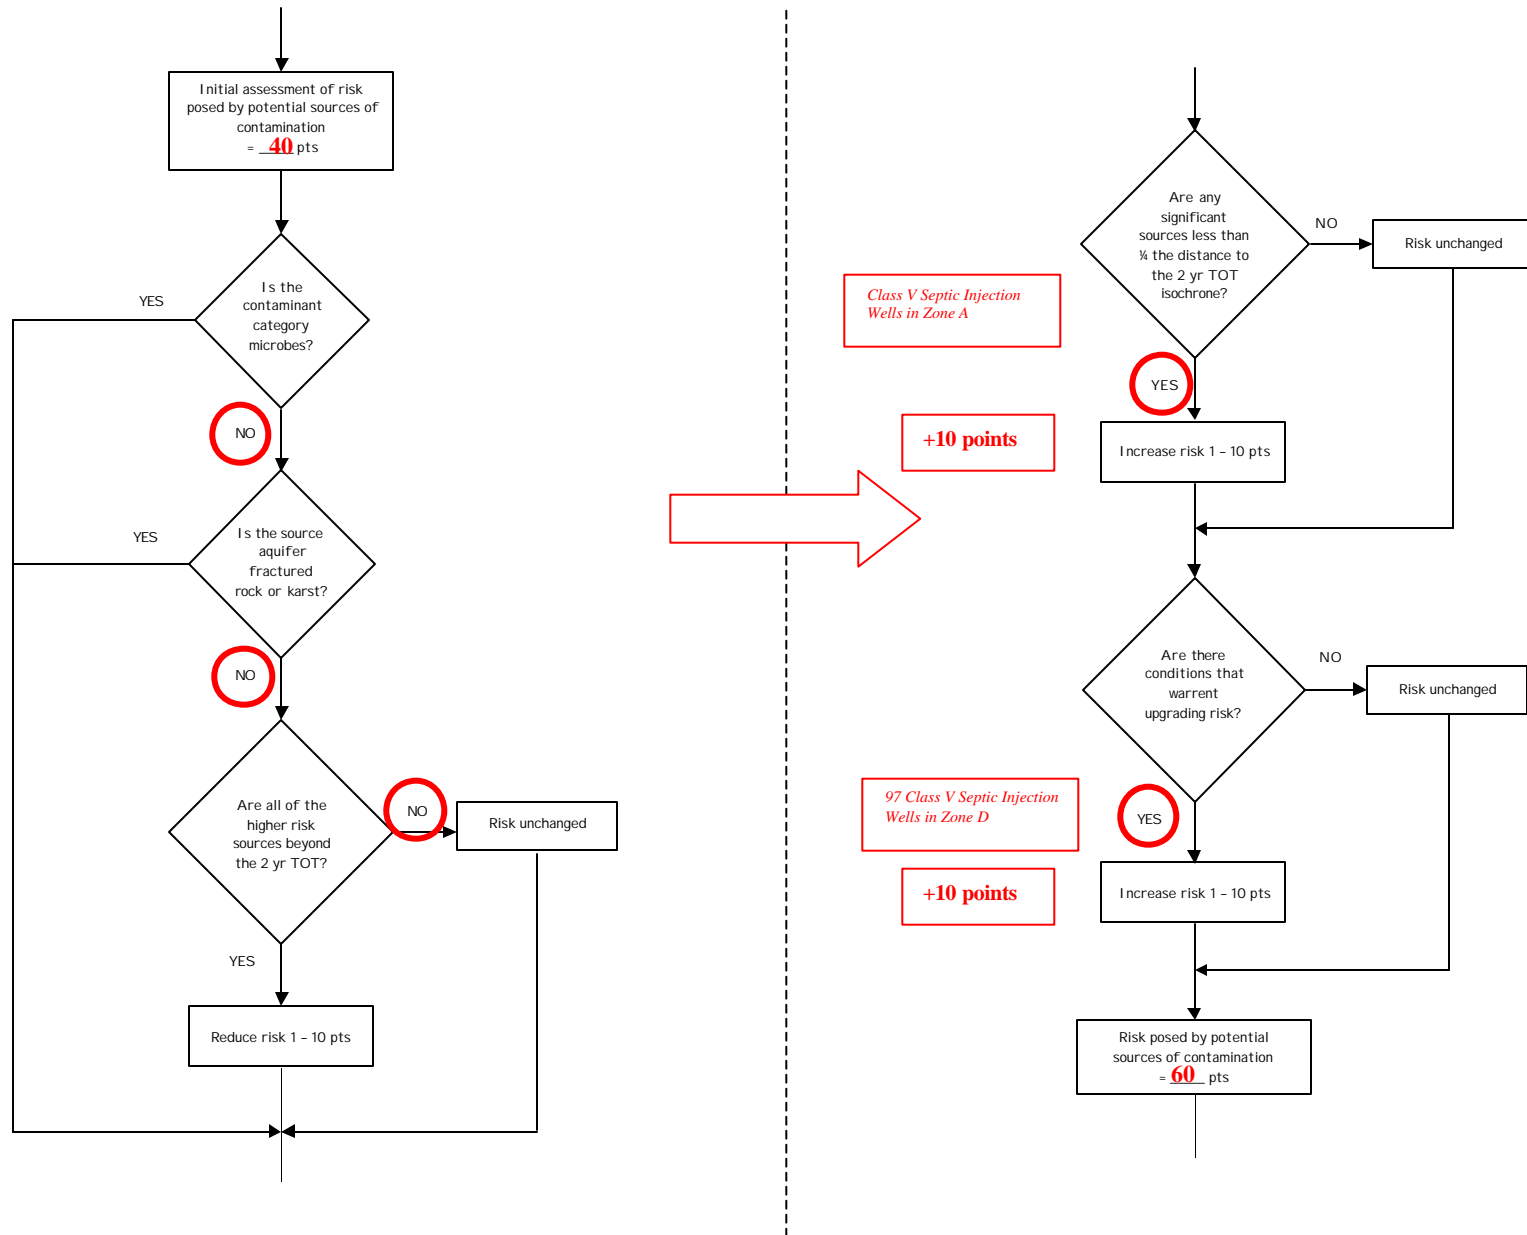 Initial assessment of risk
posed by potential sources of
contamination
= 40 pts
Is the
contaminant
category
microbes?
YES
NO
Is the source
aquifer
fractured
rock or karst?
YES
NO
Are all of the
higher risk
sources beyond
the 2 yr TOT?
NO
Risk unchanged
YES
Reduce risk 1 – 10 pts
Are any
significant
sources less than
¼ the distance to
the 2 yr TOT
isochrone?
NO
Risk unchanged
Class V Septic Injection
Wells in Zone A
YES
+10 points
Increase risk 1 – 10 pts
Are there
conditions that
warrent
upgrading risk?
NO
Risk unchanged
97 Class V Septic Injection
Wells in Zone D
YES
+10 points
Increase risk 1 – 10 pts
Risk posed by potential
sources of contamination
= 60 pts